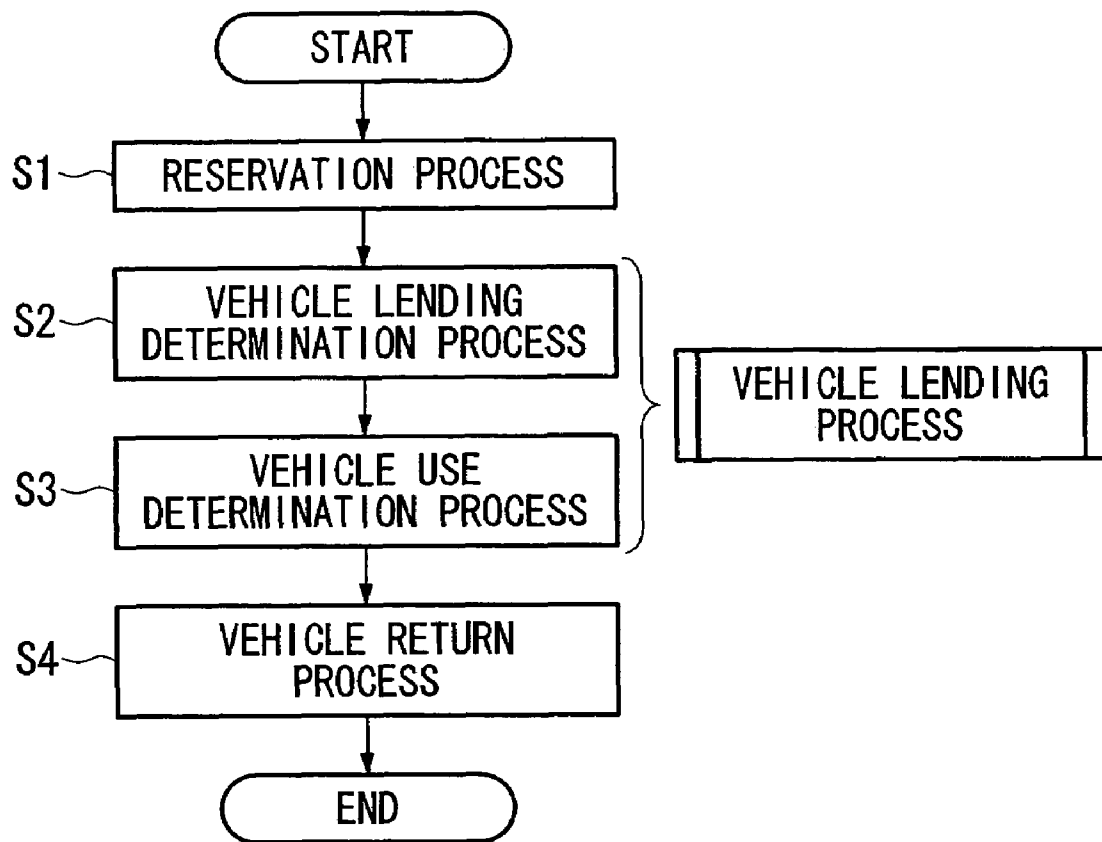 START
S1
RESERVATION PROCESS
S2
VEHICLE LENDING
DETERMINATION PROCESS
VEHICLE LENDING
PROCESS
S3
VEHICLE USE
DETERMINATION PROCESS
S4
VEHICLE RETURN
PROCESS
END